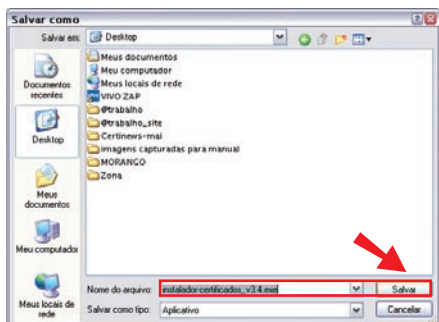 Salvar como
Salvar em: Desktop
Documentos recentes
Desktop
Meus documentos
Meu computador
Meus locais de rede
Meus documentos
Meu computador
Meus locais de rede
VIVO ZAP
@trabalho
@trabalho_site
Certinews-mai
imagens capturadas para manual
MORANGO
Zona
Nome do arquivo: instalador-certificados_v3.4.exe Salvar
Salvar como tipo: Aplicativo Cancelar